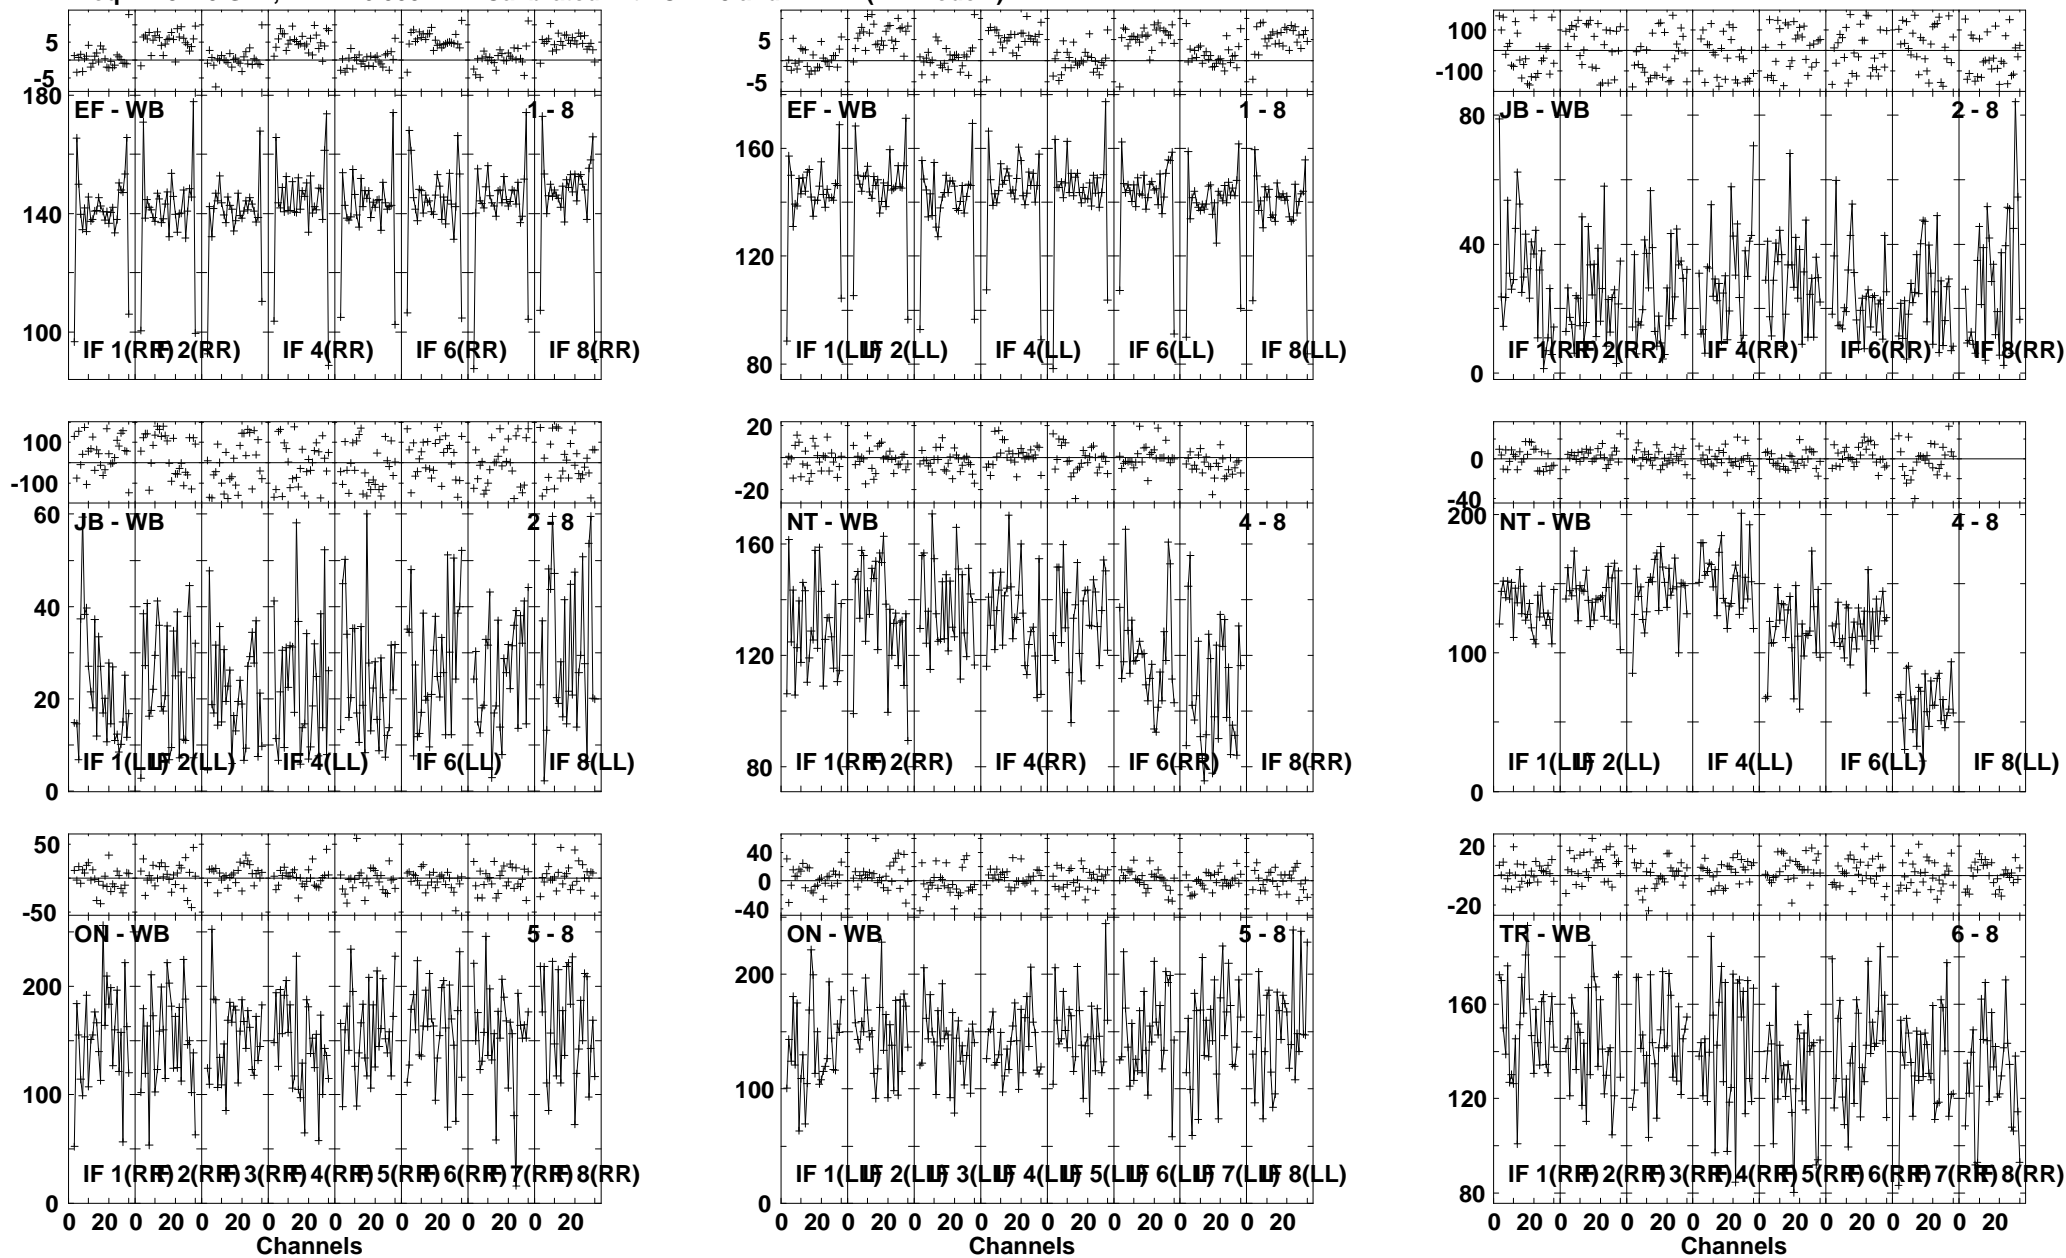 5 5 100
-5 -5 -100
180 EF - WB 1 - 8 EF - WB 1 - 8 80 JB - WB 2 - 8
160
140 40
120
100
80 0
IF 1(RR) IF 2(RR) IF 4(RR) IF 6(RR) IF 8(RR) IF 1(LL) IF 2(LL) IF 4(LL) IF 6(LL) IF 8(LL) IF 1(RR) IF 2(RR) IF 4(RR) IF 6(RR) IF 8(RR)
100 20 0
-100 -20 -40
60 JB - WB 2 - 8 NT - WB 4 - 8 200 NT - WB 4 - 8
160
40
120 100
20
80
0 0
IF 1(LL) IF 2(LL) IF 4(LL) IF 6(LL) IF 8(LL) IF 1(RR) IF 2(RR) IF 4(RR) IF 6(RR) IF 8(RR) IF 1(LL) IF 2(LL) IF 4(LL) IF 6(LL) IF 8(LL)
50 40 20
0
-50 -40 -20
ON - WB 5 - 8 ON - WB 5 - 8 TR - WB 6 - 8
200 200 160
100 100 120
IF 1(RR) IF 2(RR) IF 3(RR) IF 4(RR) IF 5(RR) IF 6(RR) IF 7(RR) IF 8(RR) IF 1(LL) IF 2(LL) IF 3(LL) IF 4(LL) IF 5(LL) IF 6(LL) IF 7(LL) IF 8(LL) IF 1(RR) IF 2(RR) IF 3(RR) IF 4(RR) IF 5(RR) IF 6(RR) IF 7(RR) IF 8(RR)
0 0 80
0 20 0 20 0 20 0 20 0 20 0 20 0 20 0 20 0 20 0 20 0 20 0 20 0 20 0 20 0 20 0 20 0 20 0 20 0 20 0 20 0 20 0 20 0 20 0 20
Channels Channels